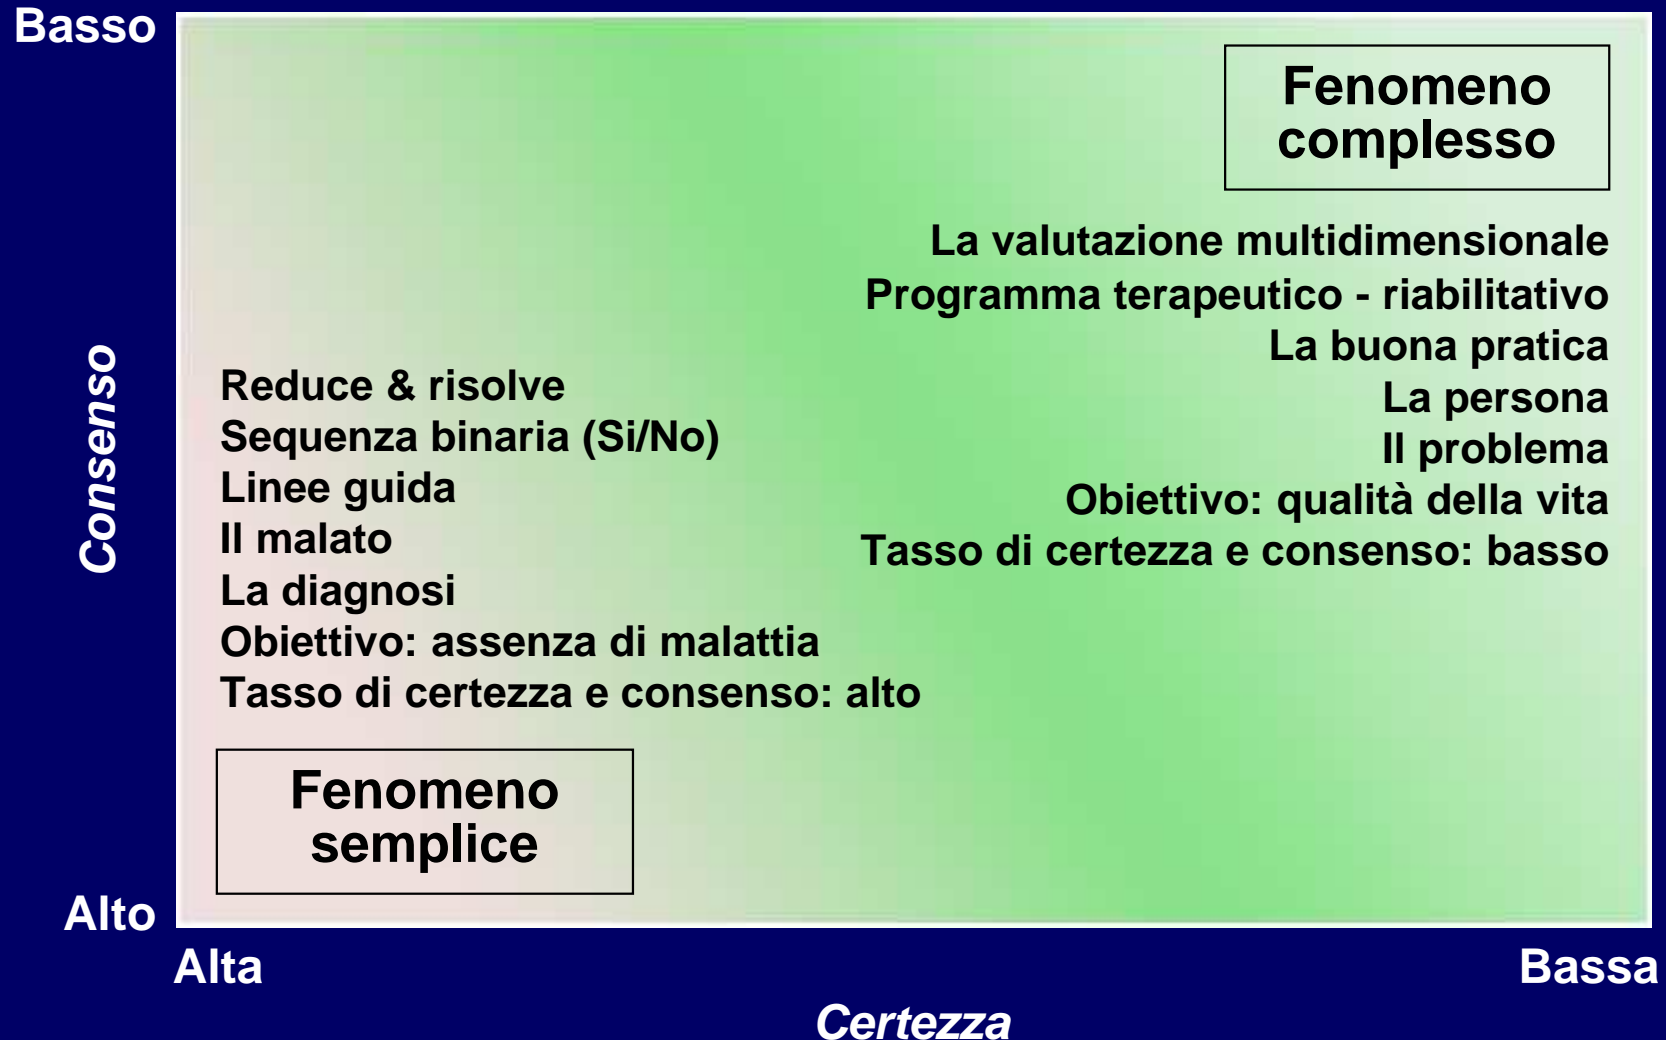 Basso
Fenomeno
complesso
La valutazione multidimensionale
Programma terapeutico - riabilitativo
La buona pratica
La persona
Il problema
Obiettivo: qualità della vita
Tasso di certezza e consenso: basso
Consenso
Reduce & risolve
Sequenza binaria (Si/No)
Linee guida
Il malato
La diagnosi
Obiettivo: assenza di malattia
Tasso di certezza e consenso: alto
Fenomeno
semplice
Alto
Alta
Bassa
Certezza